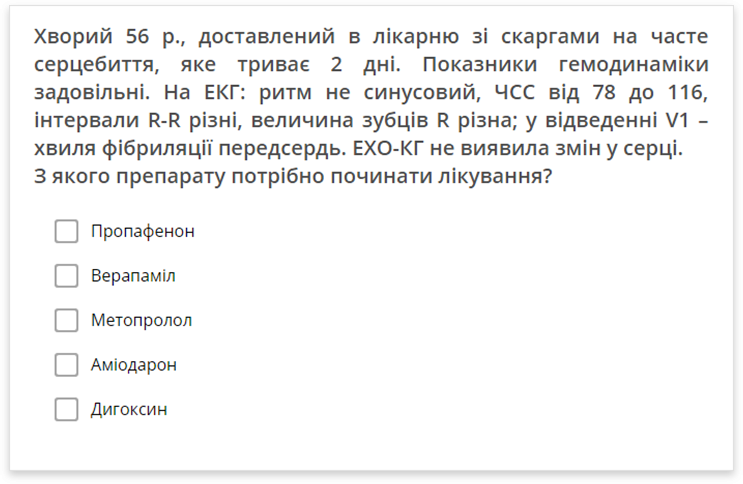 Хворий 56 р., доставлений в лікарню зі скаргами на часте
серцебиття, яке триває 2 дні. Показники гемодинаміки
задовільні. На ЕКГ: ритм не синусовий, ЧСС від 78 до 116,
інтервали R-R різні, величина зубців R різна; у відведенні V1 –
хвиля фібриляції передсердь. ЕХО-КГ не виявила змін у серці.
З якого препарату потрібно починати лікування?
Пропафенон
Верапаміл
Метопролол
Аміодарон
Дигоксин